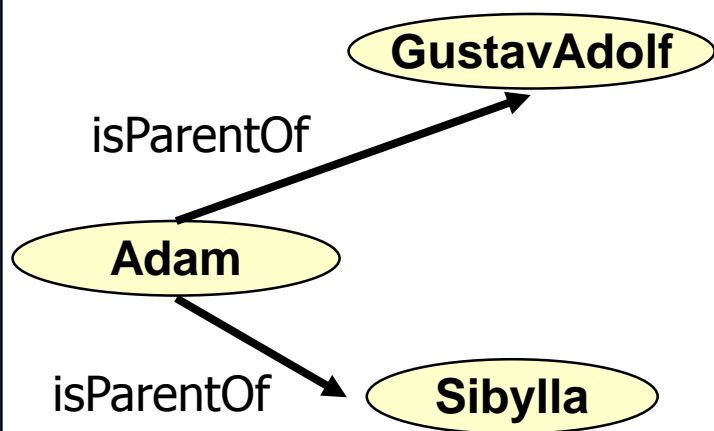 GustavAdolf
isParentOf
Adam
isParentOf
Sibylla